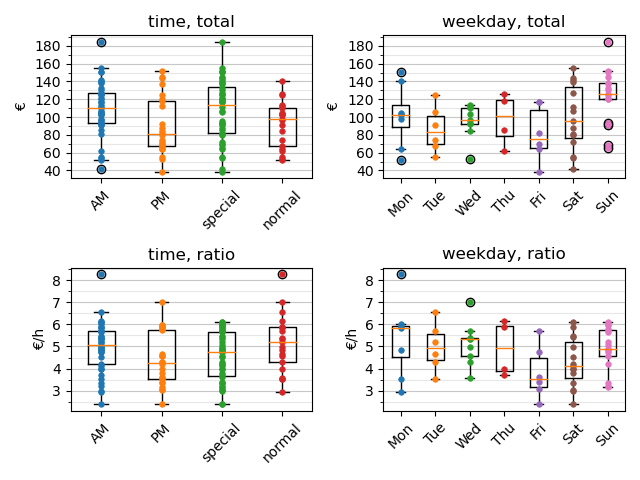 time, total
€
180
160
140
120
100
80
60
40
AM
PM
special
normal
weekday, total
€
180
160
140
120
100
80
60
40
Mon
Tue
Wed
Thu
Fri
Sat
Sun
time, ratio
€/h
8
7
6
5
4
3
AM
PM
special
normal
weekday, ratio
€/h
8
7
6
5
4
3
Mon
Tue
Wed
Thu
Fri
Sat
Sun